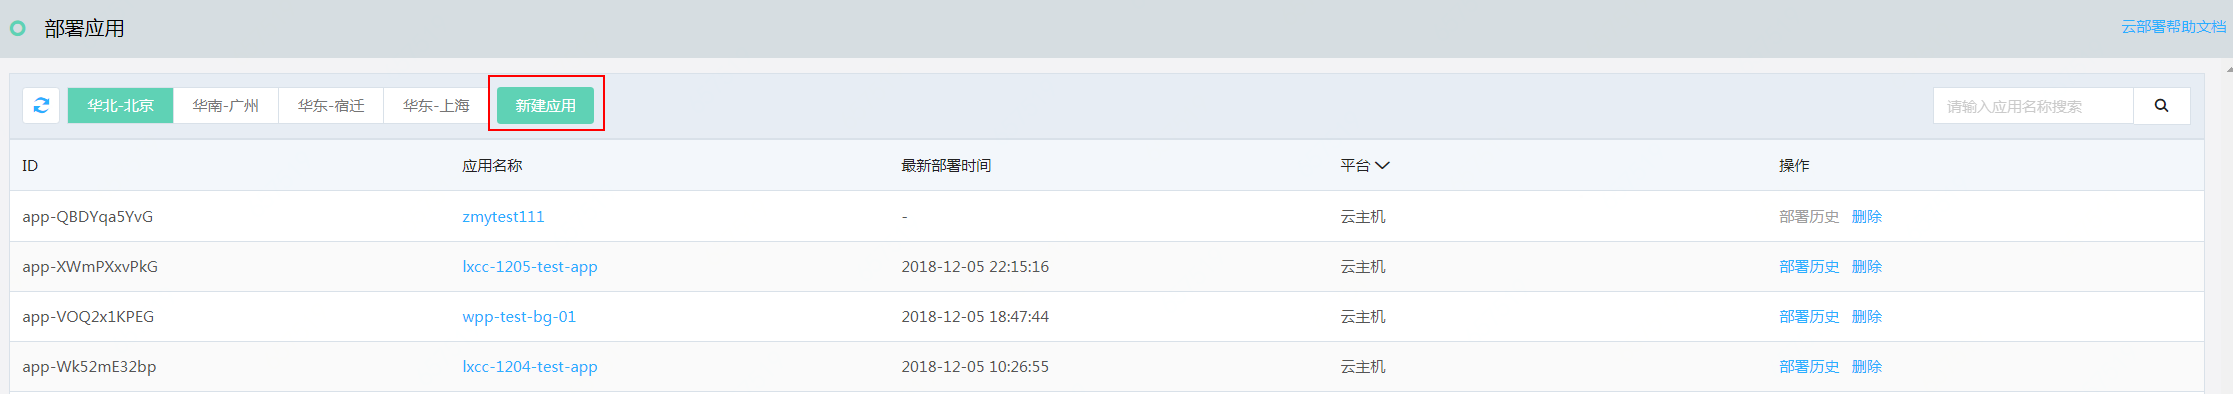 部署应用
云部署帮助文档
华北-北京 华南-广州 华东-宿迁 华东-上海 新建应用 请输入应用名称搜索
ID 应用名称 最新部署时间 平台 操作
app-QBDYqa5YvG zmytest111 - 云主机 部署历史 删除
app-XWmPXxvPkG lxcc-1205-test-app 2018-12-05 22:15:16 云主机 部署历史 删除
app-VOQ2x1KPEG wpp-test-bg-01 2018-12-05 18:47:44 云主机 部署历史 删除
app-Wk52mE32bp lxcc-1204-test-app 2018-12-05 10:26:55 云主机 部署历史 删除